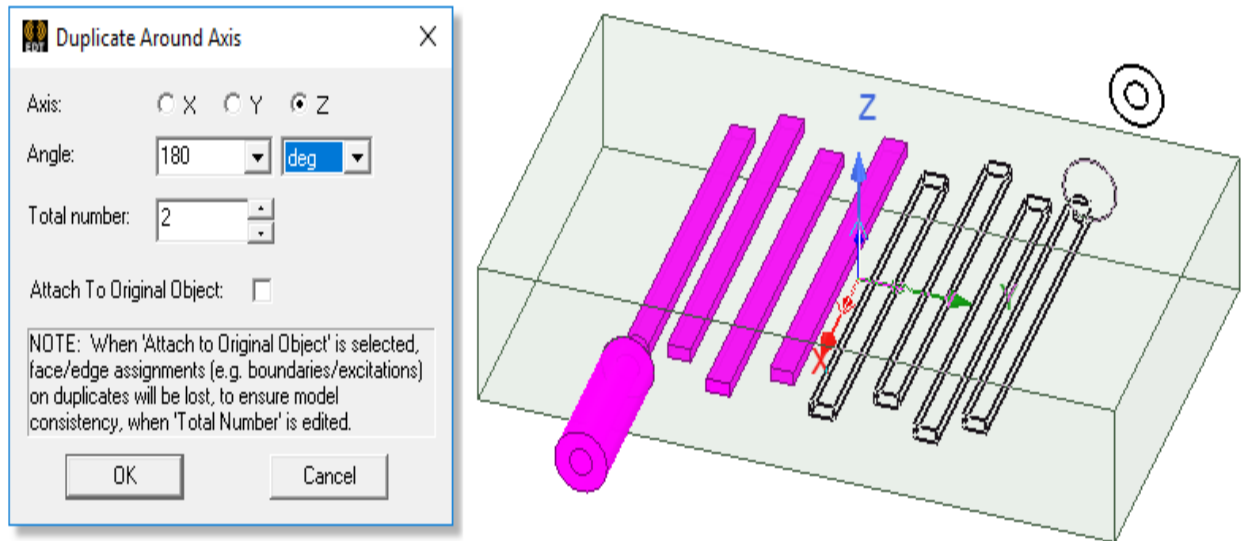 EDT
Duplicate Around Axis
Axis: X Y Z
Angle: 180 deg
Total number: 2
Attach To Original Object:
NOTE: When 'Attach to Original Object' is selected,
face/edge assignments (e.g. boundaries/excitations)
on duplicates will be lost, to ensure model
consistency, when 'Total Number' is edited.
OK Cancel
Z
Y
X